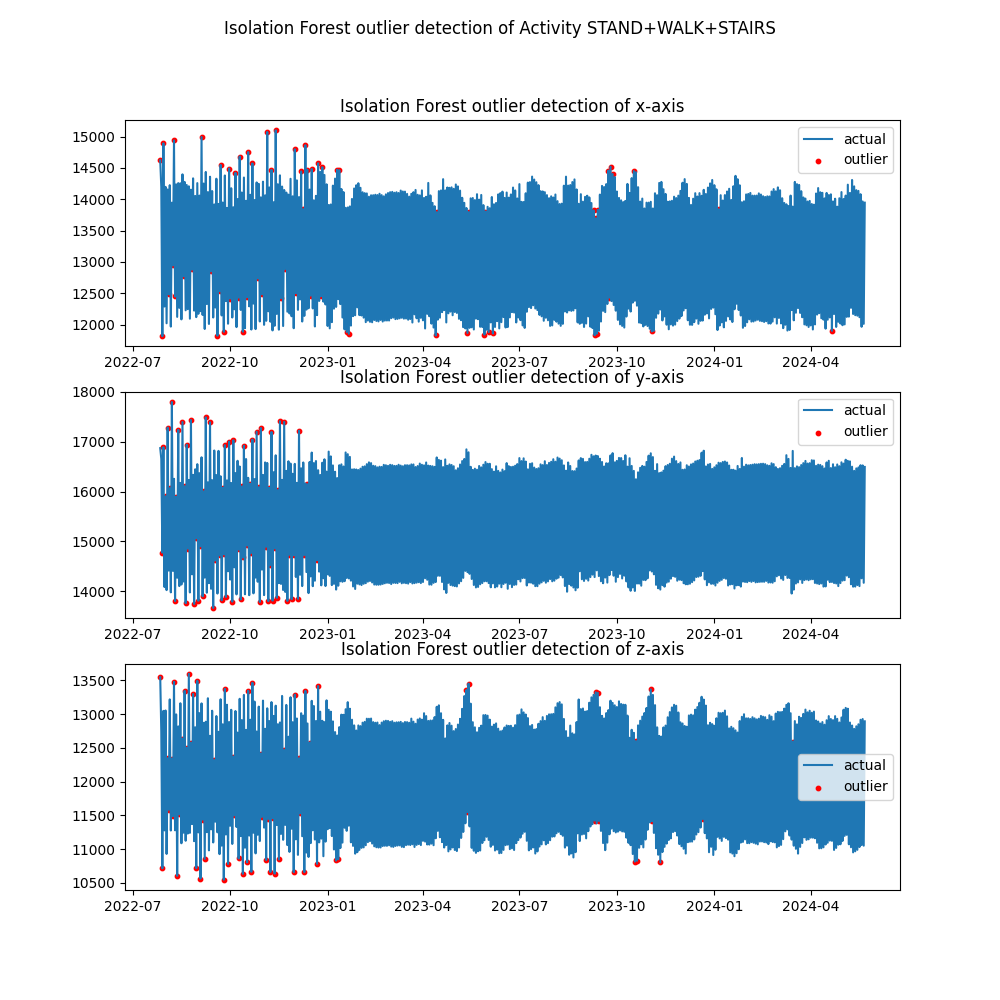 Isolation Forest outlier detection of Activity STAND+WALK+STAIRS
Isolation Forest outlier detection of x-axis
15000
14500
14000
13500
13000
12500
12000
actual
outlier
2022-07 2022-10 2023-01 2023-04 2023-07 2023-10 2024-01 2024-04
Isolation Forest outlier detection of y-axis
18000
17000
16000
15000
14000
actual
outlier
2022-07 2022-10 2023-01 2023-04 2023-07 2023-10 2024-01 2024-04
Isolation Forest outlier detection of z-axis
13500
13000
12500
12000
11500
11000
10500
actual
outlier
2022-07 2022-10 2023-01 2023-04 2023-07 2023-10 2024-01 2024-04